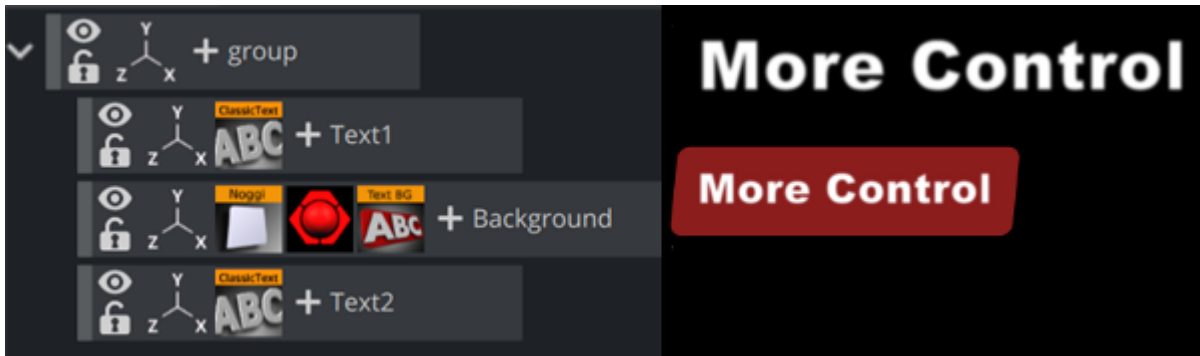 Y
Z X
group
Y
Z X
ClassicText
ABC
Text1
Y
Z X
Noggi
Text BG
ABC
Background
Y
Z X
ClassicText
ABC
Text2
More Control
More Control